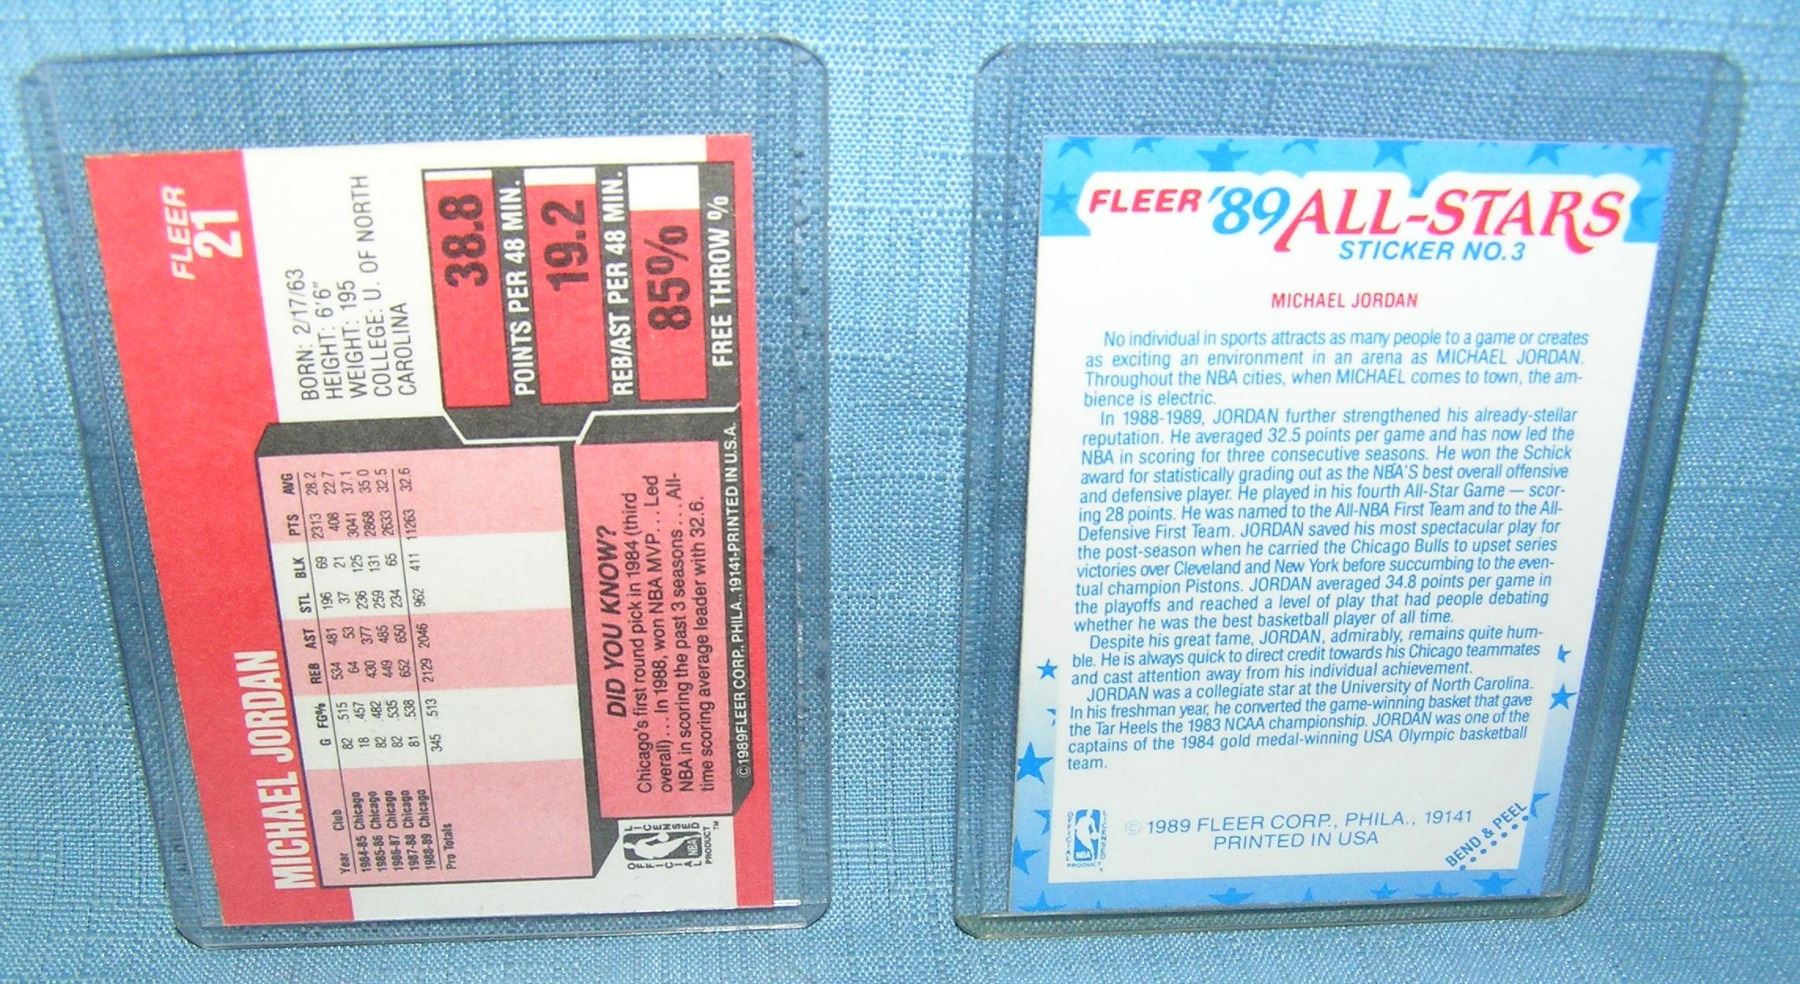 FLEER
21
MICHAEL JORDAN
BORN: 2/17/63
HEIGHT: 6'6"
WEIGHT: 195
COLLEGE: U. OF NORTH
CAROLINA
Year Club G FG% REB AST STL BLK PTS AVG
1984-85 Chicago 82 .515 534 481 196 69 2313 28.2
1985-86 Chicago 18 .457 64 53 37 21 408 22.7
1986-87 Chicago 82 .482 430 377 236 125 3041 37.1
1987-88 Chicago 82 .535 449 485 259 131 2868 35.0
1988-89 Chicago 81 .538 652 650 234 65 2633 32.5
Pro Totals 345 .513 2129 2046 962 411 11263 32.6
38.8
POINTS PER 48 MIN.
19.2
REB/AST PER 48 MIN.
85%
FREE THROW %
DID YOU KNOW?
Chicago's first round pick in 1984 (third
overall) . . . In 1988, won NBA MVP . . . Led
NBA in scoring the past 3 seasons . . . All-
time scoring average leader with 32.6.
OFFICIAL
LICENSED
NBA
PRODUCT™
©1989 FLEER CORP., PHILA., 19141-PRINTED IN U.S.A.
FLEER '89 ALL-STARS
STICKER NO. 3
MICHAEL JORDAN
No individual in sports attracts as many people to a game or creates
as exciting an environment in an arena as MICHAEL JORDAN.
Throughout the NBA cities, when MICHAEL comes to town, the am-
bience is electric.
In 1988-1989, JORDAN further strengthened his already-stellar
reputation. He averaged 32.5 points per game and has now led the
NBA in scoring for three consecutive seasons. He won the Schick
award for statistically grading out as the NBA'S best overall offensive
and defensive player. He played in his fourth All-Star Game — scor-
ing 28 points. He was named to the All-NBA First Team and to the All-
Defensive First Team. JORDAN saved his most spectacular play for
the post-season when he carried the Chicago Bulls to upset series
victories over Cleveland and New York before succumbing to the even-
tual champion Pistons. JORDAN averaged 34.8 points per game in
the playoffs and reached a level of play that had people debating
whether he was the best basketball player of all time.
Despite his great fame, JORDAN, admirably, remains quite hum-
ble. He is always quick to direct credit towards his Chicago teammates
and cast attention away from his individual achievement.
JORDAN was a collegiate star at the University of North Carolina.
In his freshman year, he converted the game-winning basket that gave
the Tar Heels the 1983 NCAA championship. JORDAN was one of the
captains of the 1984 gold medal-winning USA Olympic basketball
team.
NBA
PRODUCT
© 1989 FLEER CORP., PHILA., 19141
PRINTED IN USA
BEND & PEEL